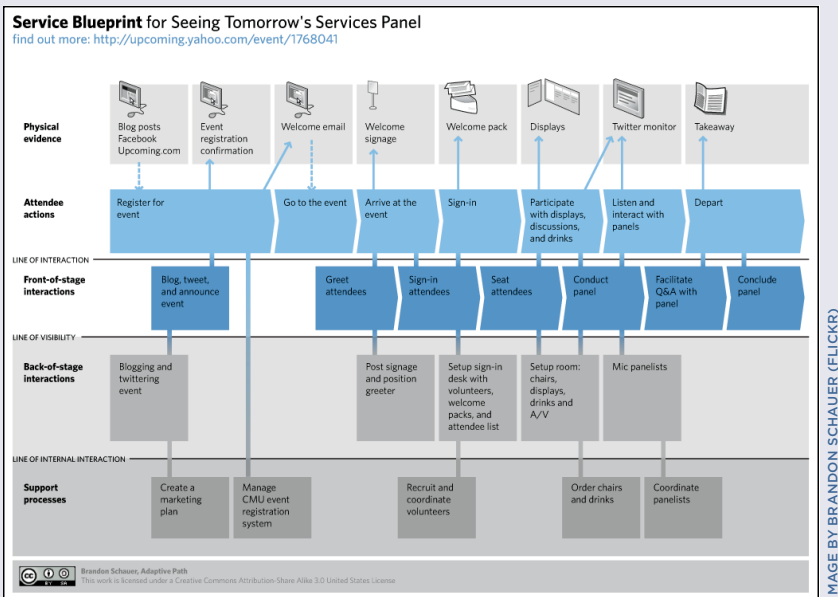 Service Blueprint for Seeing Tomorrow's Services Panel
find out more: http://upcoming.yahoo.com/event/1768041
Physical
evidence
Blog posts
Facebook
Upcoming.com
Event
registration
confirmation
Welcome email
Welcome
signage
Welcome pack
Displays
Twitter monitor
Takeaway
Attendee
actions
Register for
event
Go to the event
Arrive at the
event
Sign-in
Participate
with displays,
discussions,
and drinks
Listen and
interact with
panels
Depart
LINE OF INTERACTION
Front-of-stage
interactions
Blog, tweet,
and announce
event
Greet
attendees
Sign-in
attendees
Seat
attendees
Conduct
panel
Facilitate
Q&A with
panel
Conclude
panel
LINE OF VISIBILITY
Back-of-stage
interactions
Blogging and
twittering
event
Post signage
and position
greeter
Setup sign-in
desk with
volunteers,
welcome
packs, and
attendee list
Setup room:
chairs,
displays,
drinks and
A/V
Mic panelists
LINE OF INTERNAL INTERACTION
Support
processes
Create a
marketing
plan
Manage
CMU event
registration
system
Recruit and
coordinate
volunteers
Order chairs
and drinks
Coordinate
panelists
cc BY SA
Brandon Schauer, Adaptive Path
This work is licensed under a Creative Commons Attribution-Share Alike 3.0 United States License
MAGE BY BRANDON SCHAUER (FLICKR)